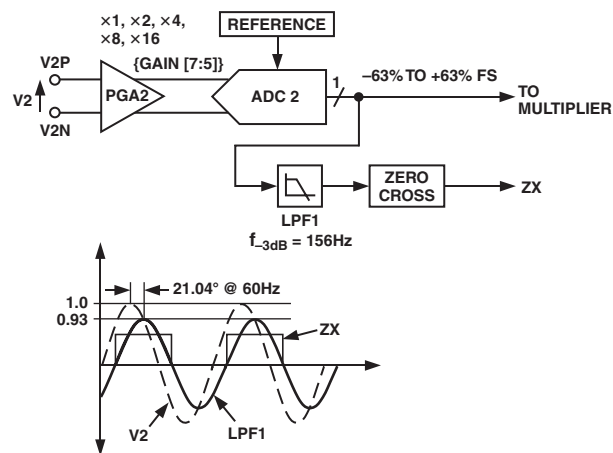 ×1, ×2, ×4,
×8, ×16
REFERENCE
{GAIN [7:5]}
V2P
V2
V2N
PGA2
ADC 2
1
–63% TO +63% FS
TO
MULTIPLIER
LPF1
f–3dB = 156Hz
ZERO
CROSS
ZX
21.04° @ 60Hz
1.0
0.93
ZX
V2
LPF1